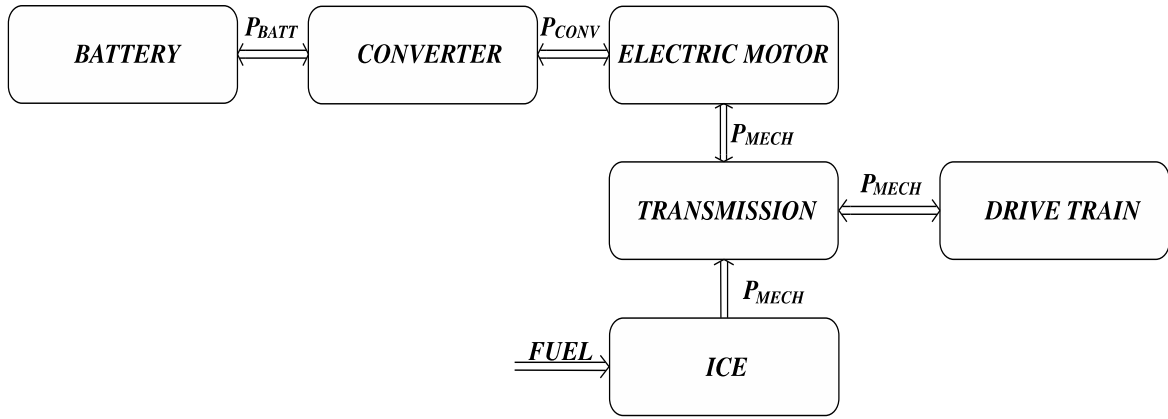 P_BATT
P_CONV
BATTERY
CONVERTER
ELECTRIC MOTOR
P_MECH
P_MECH
TRANSMISSION
DRIVE TRAIN
P_MECH
FUEL
ICE